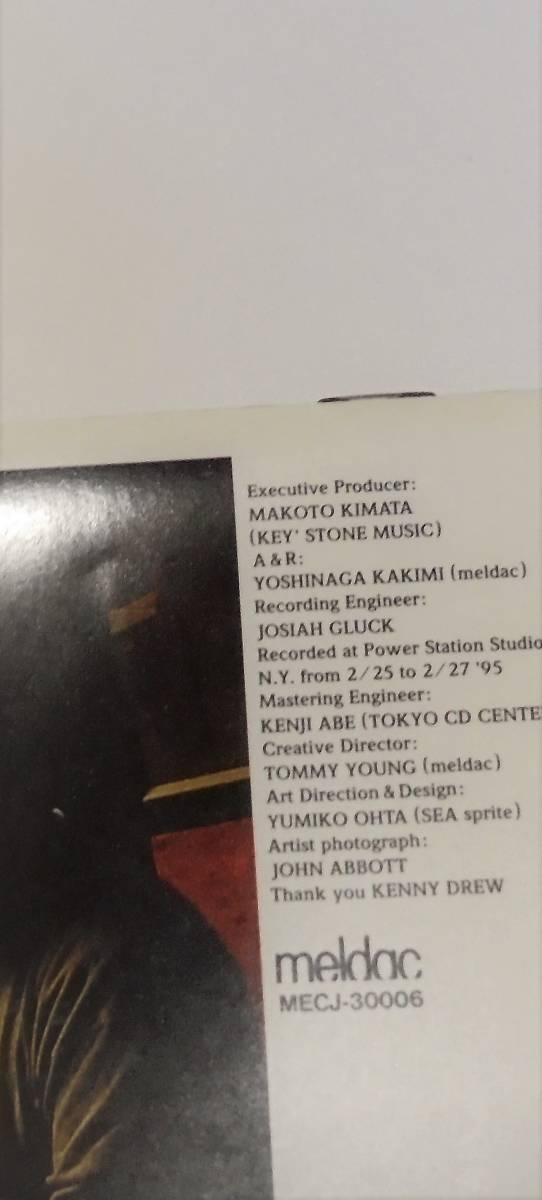 Executive Producer:
MAKOTO KIMATA
(KEY' STONE MUSIC)
A & R:
YOSHINAGA KAKIMI (meldac)
Recording Engineer:
JOSIAH GLUCK
Recorded at Power Station Studio
N.Y. from 2/25 to 2/27 '95
Mastering Engineer:
KENJI ABE (TOKYO CD CENTE
Creative Director:
TOMMY YOUNG (meldac)
Art Direction & Design:
YUMIKO OHTA (SEA sprite)
Artist photograph:
JOHN ABBOTT
Thank you KENNY DREW
meldac
MECJ-30006